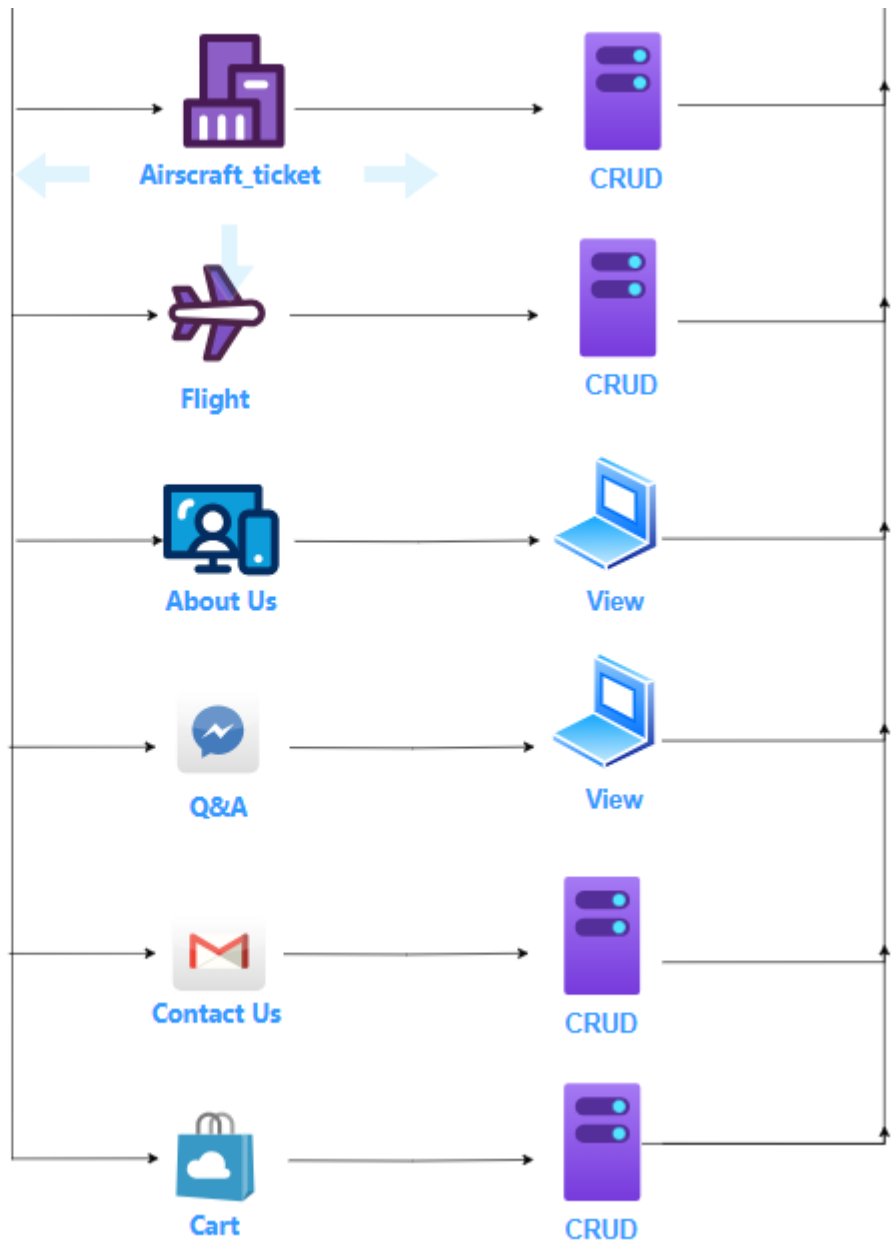 Airscraft_ticket
CRUD
Flight
CRUD
About Us
View
Q&A
View
Contact Us
CRUD
Cart
CRUD